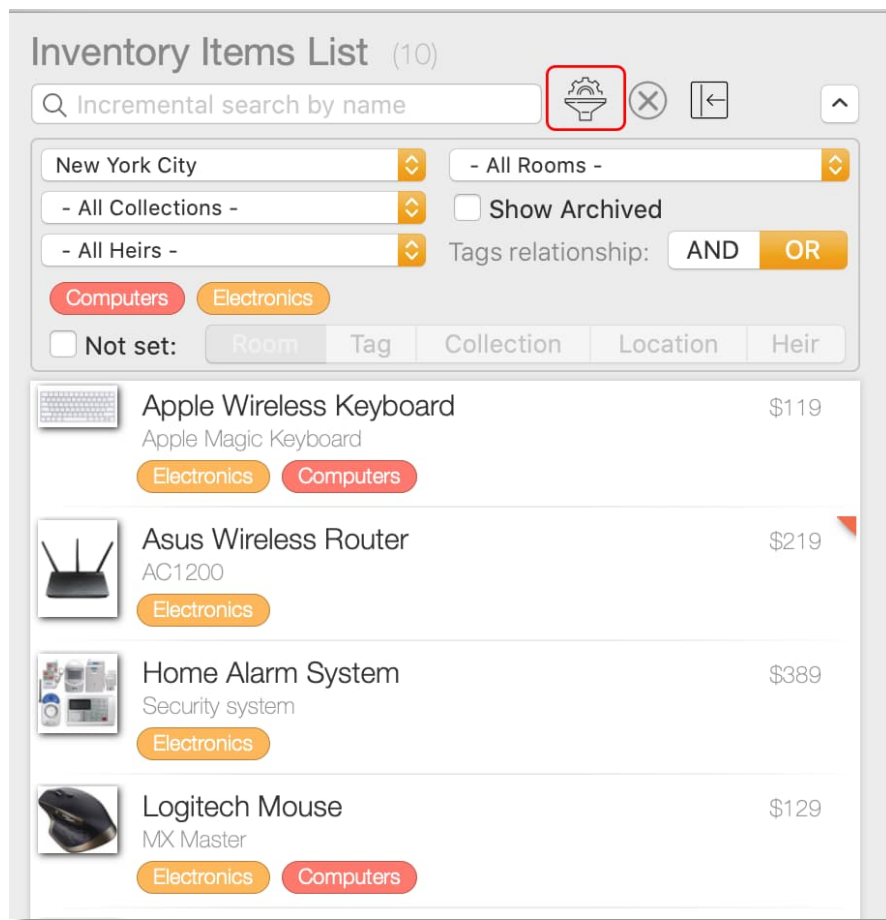 Inventory Items List (10)
Incremental search by name
New York City - All Rooms -
- All Collections - Show Archived
- All Heirs - Tags relationship: AND OR
Computers Electronics
Not set: Room Tag Collection Location Heir
Apple Wireless Keyboard $119
Apple Magic Keyboard
Electronics Computers
Asus Wireless Router $219
AC1200
Electronics
Home Alarm System $389
Security system
Electronics
Logitech Mouse $129
MX Master
Electronics Computers